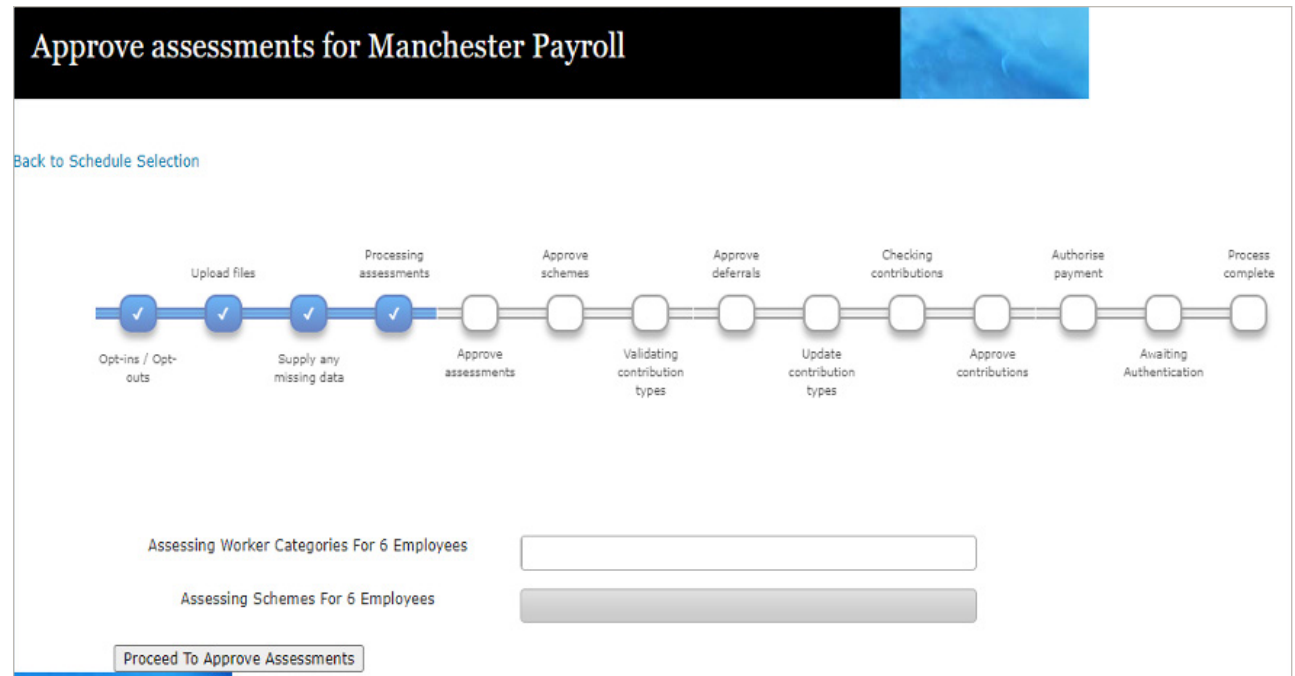 Approve assessments for Manchester Payroll
Back to Schedule Selection
Opt-ins / Opt-
outs
Upload files
Supply any
missing data
Processing
assessments
Approve
assessments
Approve
schemes
Validating
contribution
types
Approve
deferrals
Update
contribution
types
Checking
contributions
Approve
contributions
Authorise
payment
Awaiting
Authentication
Process
complete
Assessing Worker Categories For 6 Employees
Assessing Schemes For 6 Employees
Proceed To Approve Assessments